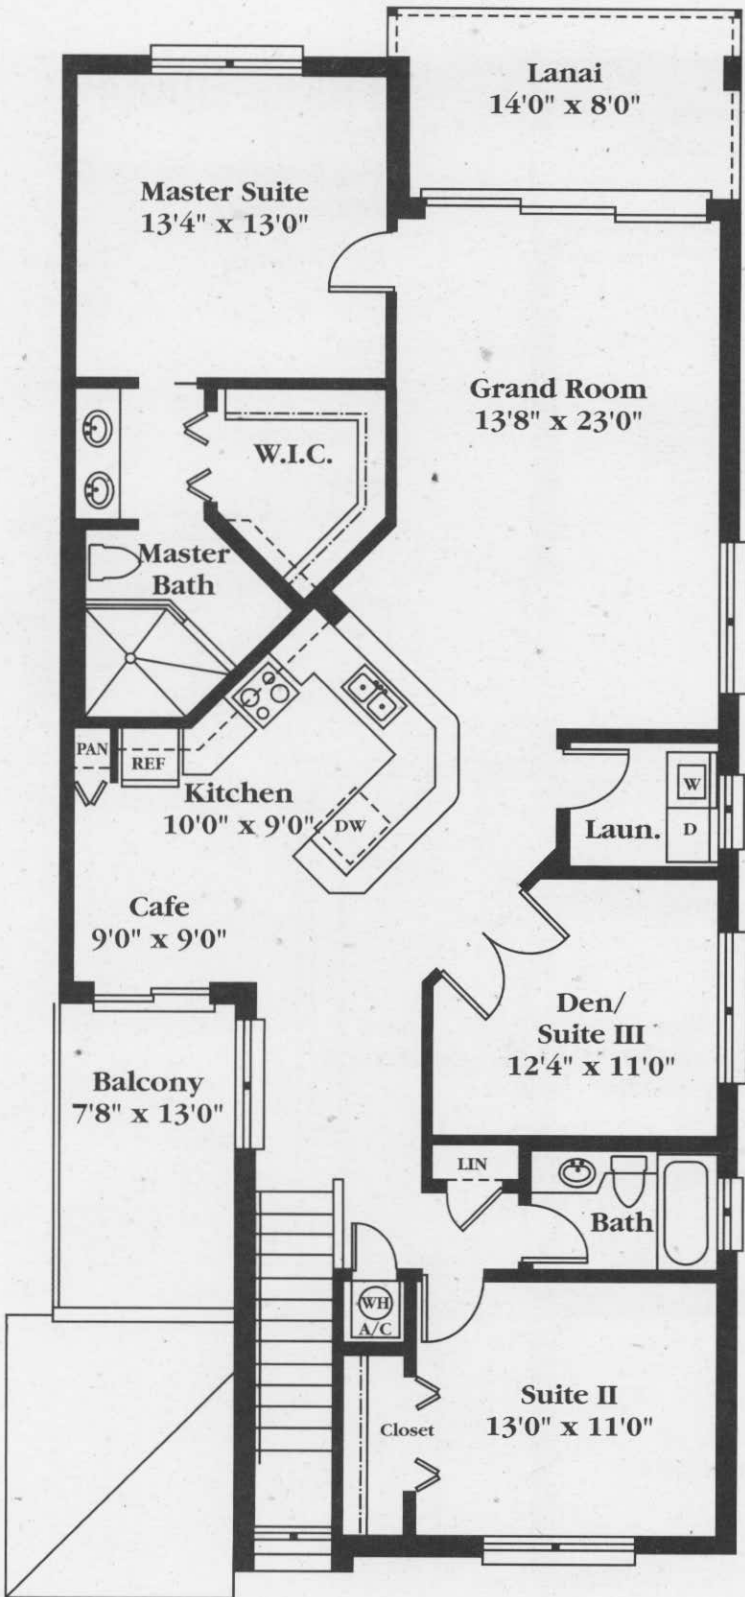 Lanai
14'0" x 8'0"
Master Suite
13'4" x 13'0"
Grand Room
13'8" x 23'0"
W.I.C.
Master
Bath
PAN
REF
Kitchen
10'0" x 9'0"
DW
W
D
Laun.
Cafe
9'0" x 9'0"
Den/
Suite III
12'4" x 11'0"
Balcony
7'8" x 13'0"
LIN
Bath
WH
A/C
Suite II
13'0" x 11'0"
Closet